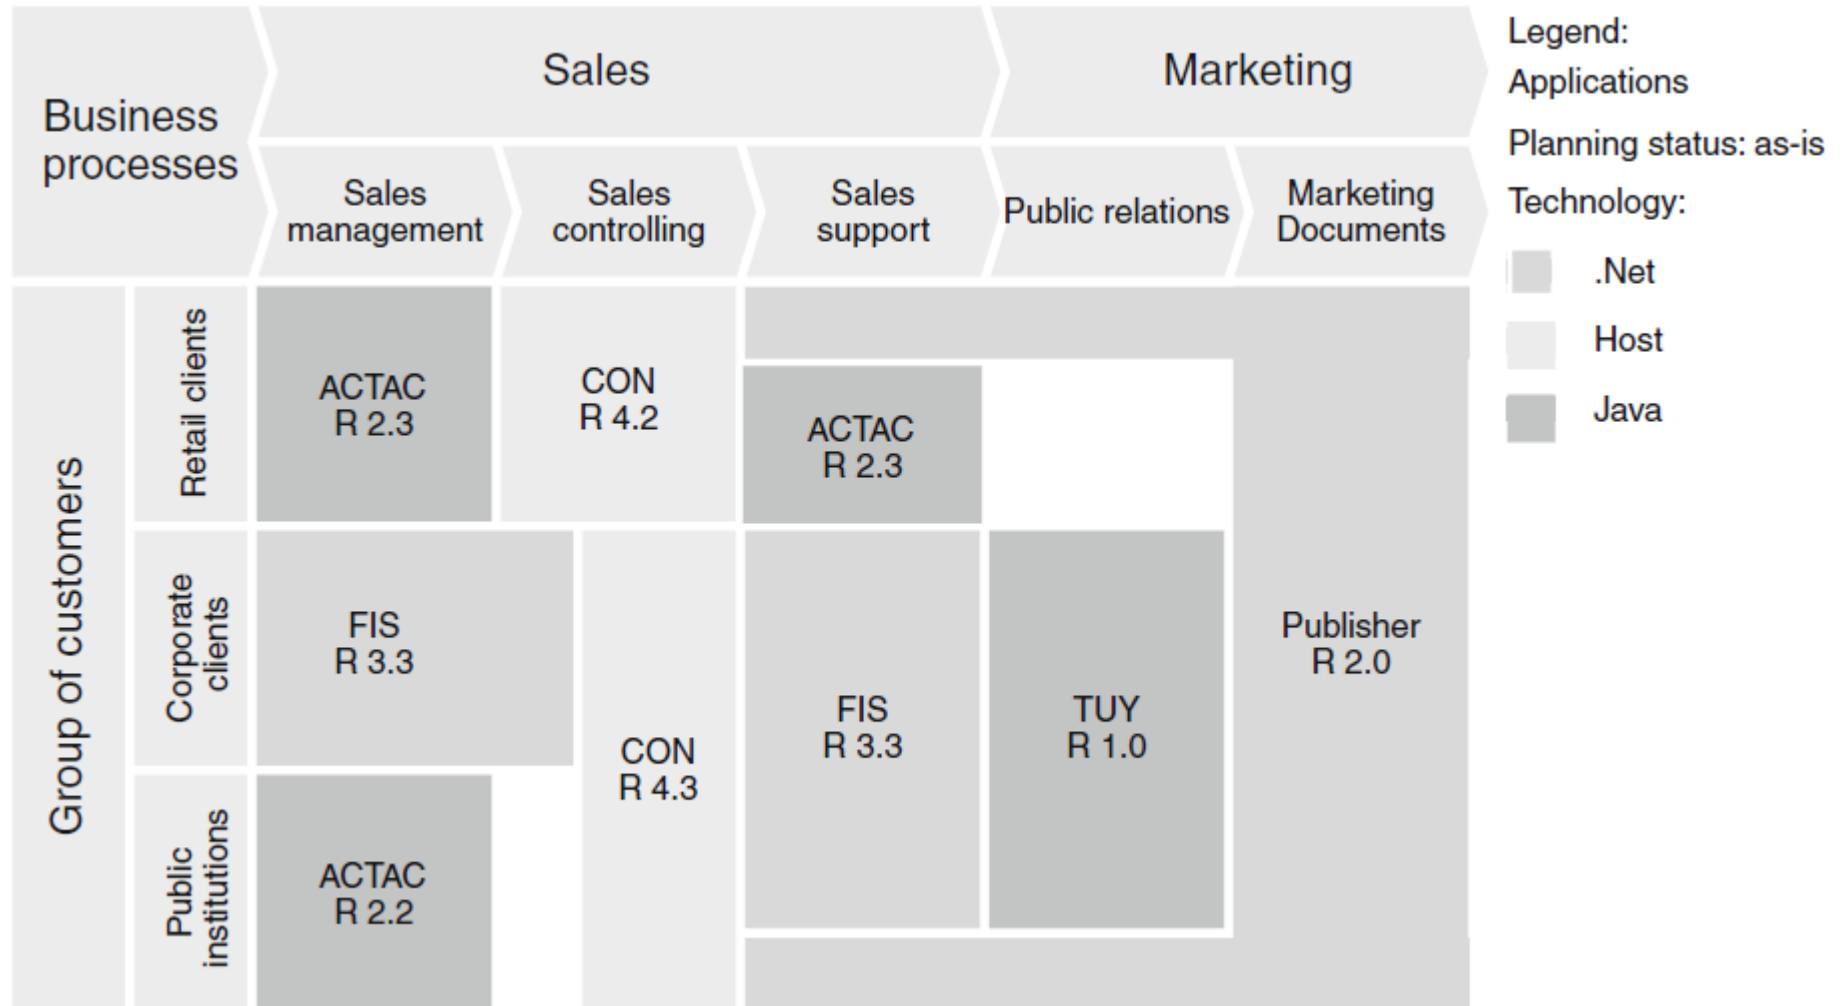 Business
processes
Sales
Marketing
Sales
management
Sales
controlling
Sales
support
Public relations
Marketing
Documents
Group of customers
Retail clients
ACTAC
R 2.3
CON
R 4.2
ACTAC
R 2.3
Corporate
clients
FIS
R 3.3
CON
R 4.3
FIS
R 3.3
TUY
R 1.0
Publisher
R 2.0
Public
institutions
ACTAC
R 2.2
Legend:
Applications
Planning status: as-is
Technology:
.Net
Host
Java